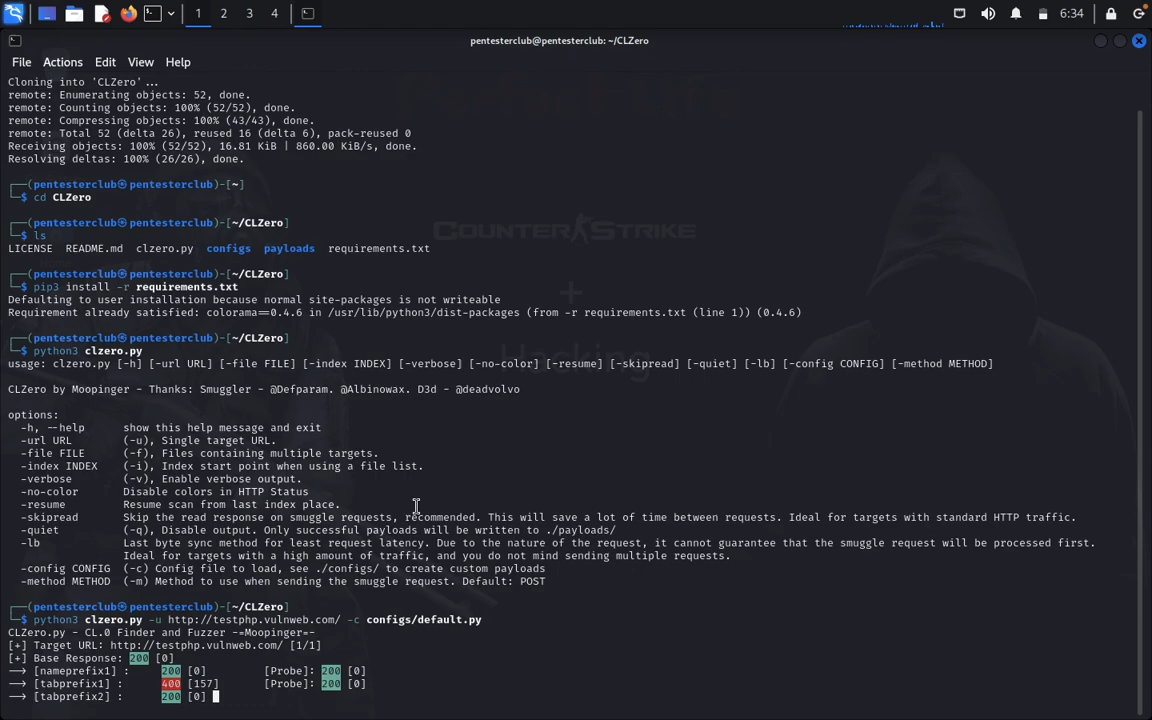 1 2 3 4 6:34
pentesterclub@pentesterclub: ~/CLZero
File Actions Edit View Help
Cloning into 'CLZero' ...
remote: Enumerating objects: 52, done.
remote: Counting objects: 100% (52/52), done.
remote: Compressing objects: 100% (43/43), done.
remote: Total 52 (delta 26), reused 16 (delta 6), pack-reused 0
Receiving objects: 100% (52/52), 16.81 KiB | 860.00 KiB/s, done.
Resolving deltas: 100% (26/26), done.
┌──(pentesterclub㉿pentesterclub)-[~]
└─$ cd CLZero
┌──(pentesterclub㉿pentesterclub)-[~/CLZero]
└─$ ls
LICENSE README.md clzero.py configs payloads requirements.txt
COUNTER STRIKE
┌──(pentesterclub㉿pentesterclub)-[~/CLZero]
└─$ pip3 install -r requirements.txt
+
Defaulting to user installation because normal site-packages is not writeable
Requirement already satisfied: colorama==0.4.6 in /usr/lib/python3/dist-packages (from -r requirements.txt (line 1)) (0.4.6)
┌──(pentesterclub㉿pentesterclub)-[~/CLZero]
└─$ python3 clzero.py
Hacking
usage: clzero.py [-h] [-url URL] [-file FILE] [-index INDEX] [-verbose] [-no-color] [-resume] [-skipread] [-quiet] [-lb] [-config CONFIG] [-method METHOD]
CLZero by Moopinger - Thanks: Smuggler - @Defparam. @Albinowax. D3d - @deadvolvo
options:
-h, --help show this help message and exit
-url URL (-u), Single target URL.
-file FILE (-f), Files containing multiple targets.
-index INDEX (-i), Index start point when using a file list.
-verbose (-v), Enable verbose output.
-no-color Disable colors in HTTP Status
-resume Resume scan from last index place.
-skipread Skip the read response on smuggle requests, recommended. This will save a lot of time between requests. Ideal for targets with standard HTTP traffic.
-quiet (-q), Disable output. Only successful payloads will be written to ./payloads/
-lb Last byte sync method for least request latency. Due to the nature of the request, it cannot guarantee that the smuggle request will be processed first.
Ideal for targets with a high amount of traffic, and you do not mind sending multiple requests.
-config CONFIG (-c) Config file to load, see ./configs/ to create custom payloads
-method METHOD (-m) Method to use when sending the smuggle request. Default: POST
┌──(pentesterclub㉿pentesterclub)-[~/CLZero]
└─$ python3 clzero.py -u http://testphp.vulnweb.com/ -c configs/default.py
CLZero.py - CL.0 Finder and Fuzzer -=Moopinger=-
[+] Target URL: http://testphp.vulnweb.com/ [1/1]
[+] Base Response: 200 [0]
--> [nameprefix1] : 200 [0] [Probe]: 200 [0]
--> [tabprefix1] : 400 [157] [Probe]: 200 [0]
--> [tabprefix2] : 200 [0]